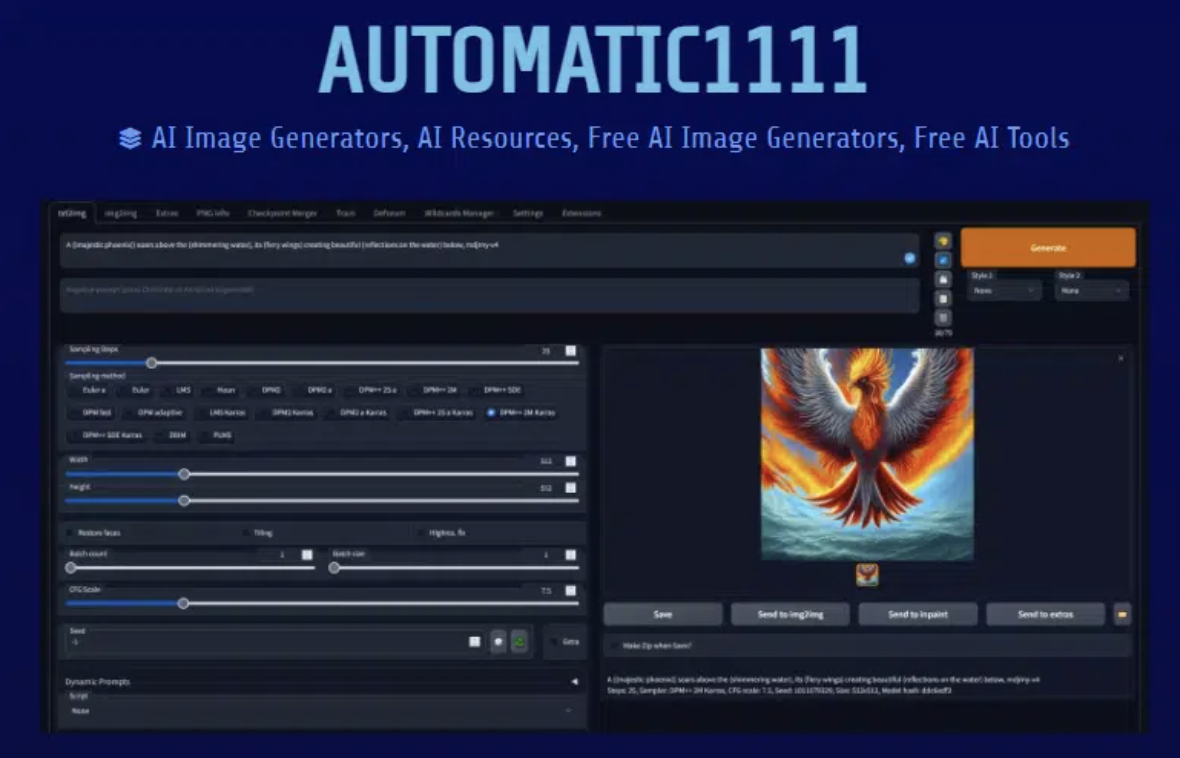 AUTOMATIC1111
AI Image Generators, AI Resources, Free AI Image Generators, Free AI Tools
txt2img img2img Extras PNG Info Checkpoint Merger Train Deforum Wildcards Manager Settings Extensions
A ((majestic phoenix)) soars above the (shimmering water), its (fiery wings) creating beautiful (reflections on the water) below, mdjrny-v4
Generate
Style 1 Style 2
None None
Sampling Steps 25
Sampling method
Euler a Euler LMS Heun DPM2 DPM2 a DPM++ 2S a DPM++ 2M DPM++ SDE
DPM fast DPM adaptive LMS Karras DPM2 Karras DPM2 a Karras DPM++ 2S a Karras DPM++ 2M Karras
DPM++ SDE Karras DDIM PLMS
Width 512
Height 512
Restore faces Tiling Highres. fix
Batch count 1 Batch size 1
CFG Scale 7.5
Seed
-1
Extra
Save Send to img2img Send to inpaint Send to extras
Make Zip when Save?
Dynamic Prompts
Script
None
A ((majestic phoenix)) soars above the (shimmering water), its (fiery wings) creating beautiful (reflections on the water) below, mdjrny-v4
Steps: 25, Sampler: DPM++ 2M Karras, CFG scale: 7.5, Seed: Size: 512x512, Model hash: